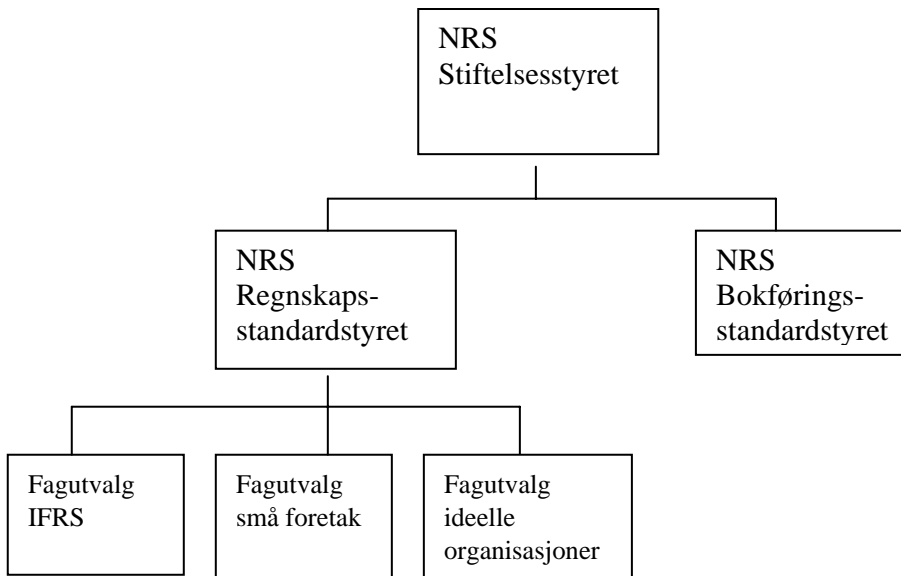 NRS
Stiftelsesstyret
NRS
Regnskaps-
standardstyret
NRS
Bokførings-
standardstyret
Fagutvalg
IFRS
Fagutvalg
små foretak
Fagutvalg
ideelle
organisasjoner